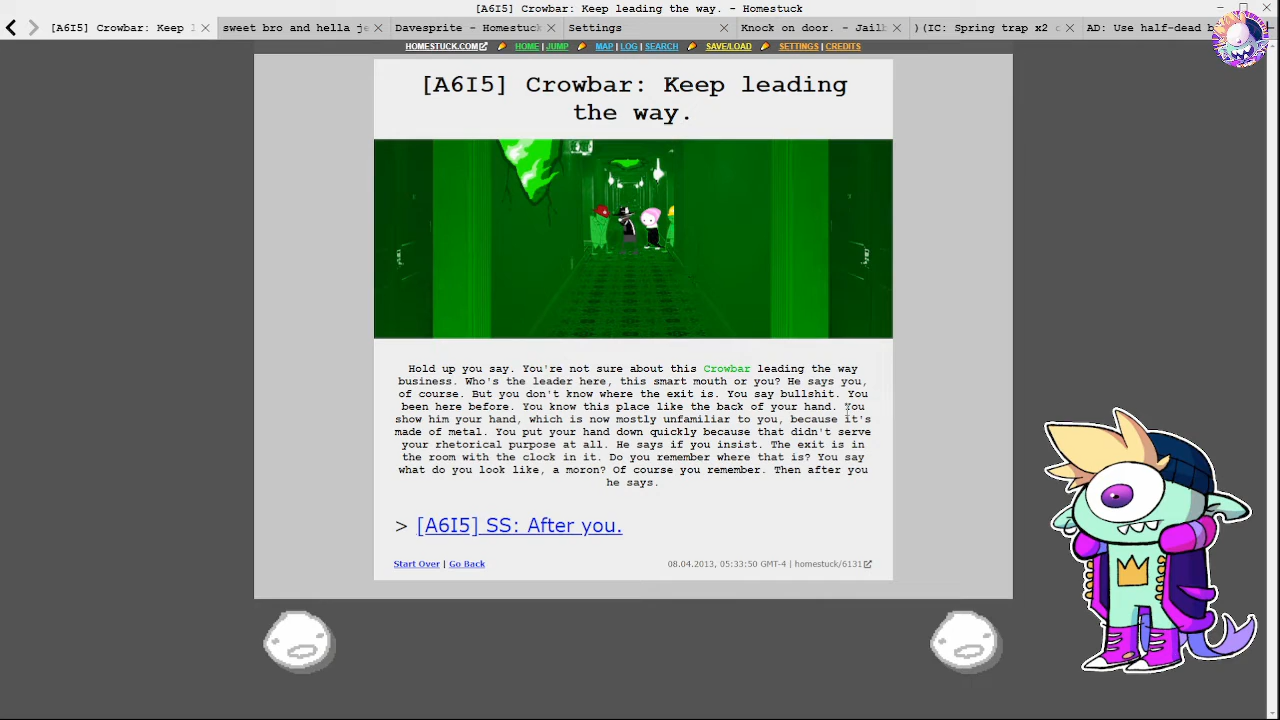 [A6I5] Crowbar: Keep leading the way. - Homestuck
[A6I5] Crowbar: Keep l
sweet bro and hella je
Davesprite - Homestuck
Settings
Knock on door. - Jailb
)(IC: Spring trap x2 c
AD: Use half-dead
HOMESTUCK.COM
HOME | JUMP
MAP | LOG | SEARCH
SAVE/LOAD
SETTINGS | CREDITS
[A6I5] Crowbar: Keep leading
the way.
Hold up you say. You're not sure about this Crowbar leading the way
business. Who's the leader here, this smart mouth or you? He says you,
of course. But you don't know where the exit is. You say bullshit. You
been here before. You know this place like the back of your hand. You
show him your hand, which is now mostly unfamiliar to you, because it's
made of metal. You put your hand down quickly because that didn't serve
your rhetorical purpose at all. He says if you insist. The exit is in
the room with the clock in it. Do you remember where that is? You say
what do you look like, a moron? Of course you remember. Then after you
he says.
> [A6I5] SS: After you.
Start Over | Go Back
08.04.2013, 05:33:50 GMT-4 | homestuck/6131